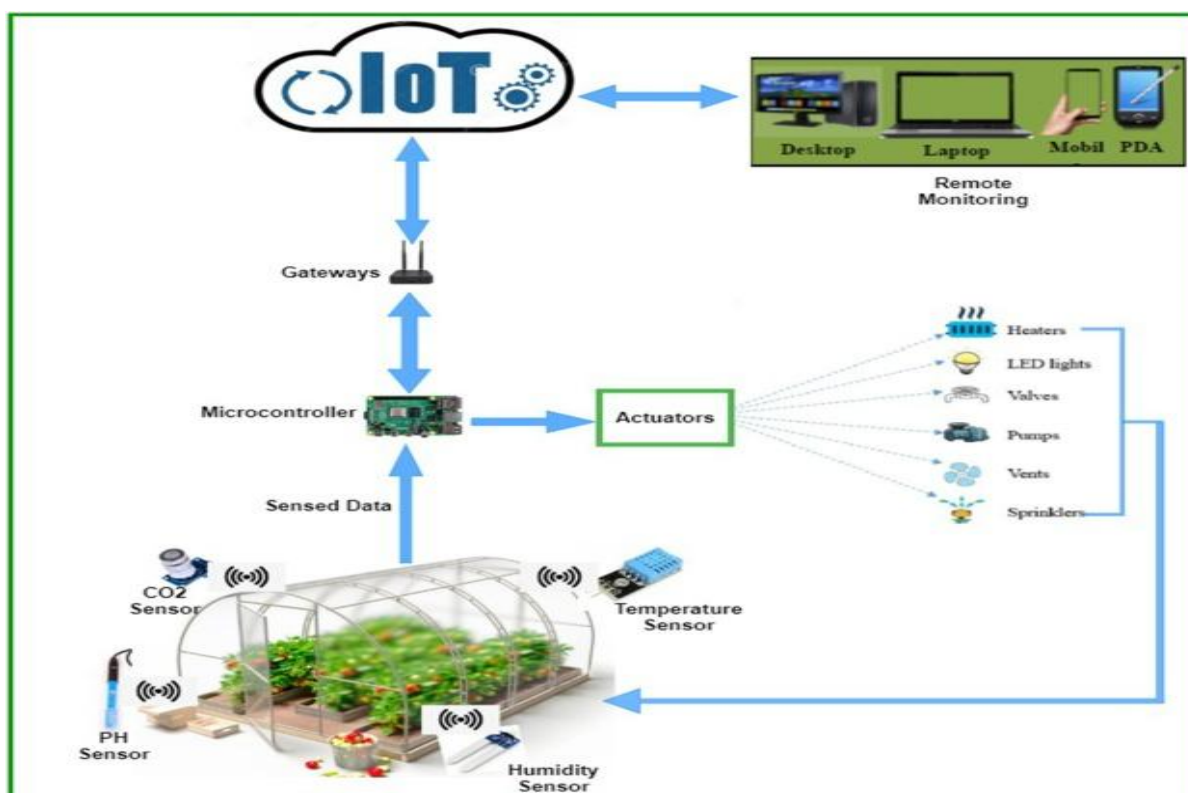 IoT
Desktop
Laptop
Mobil
PDA
Remote
Monitoring
Gateways
Heaters
LED lights
Microcontroller
Actuators
Valves
Pumps
Sensed Data
Vents
Sprinklers
CO2
Sensor
Temperature
Sensor
PH
Sensor
Humidity
Sensor